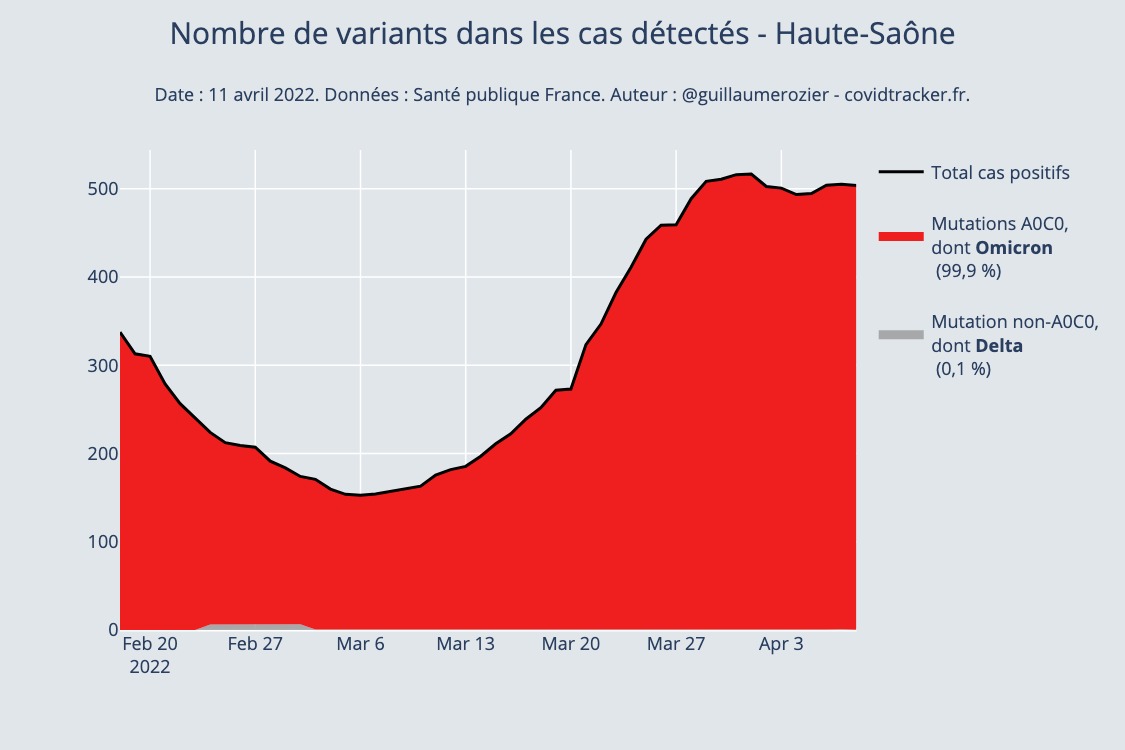 Nombre de variants dans les cas détectés - Haute-Saône
Date : 11 avril 2022. Données : Santé publique France. Auteur : @guillaumerozier - covidtracker.fr.
500
400
300
200
100
0
Feb 20
2022
Feb 27
Mar 6
Mar 13
Mar 20
Mar 27
Apr 3
Total cas positifs
Mutations A0C0,
dont Omicron
(99,9 %)
Mutation non-A0C0,
dont Delta
(0,1 %)